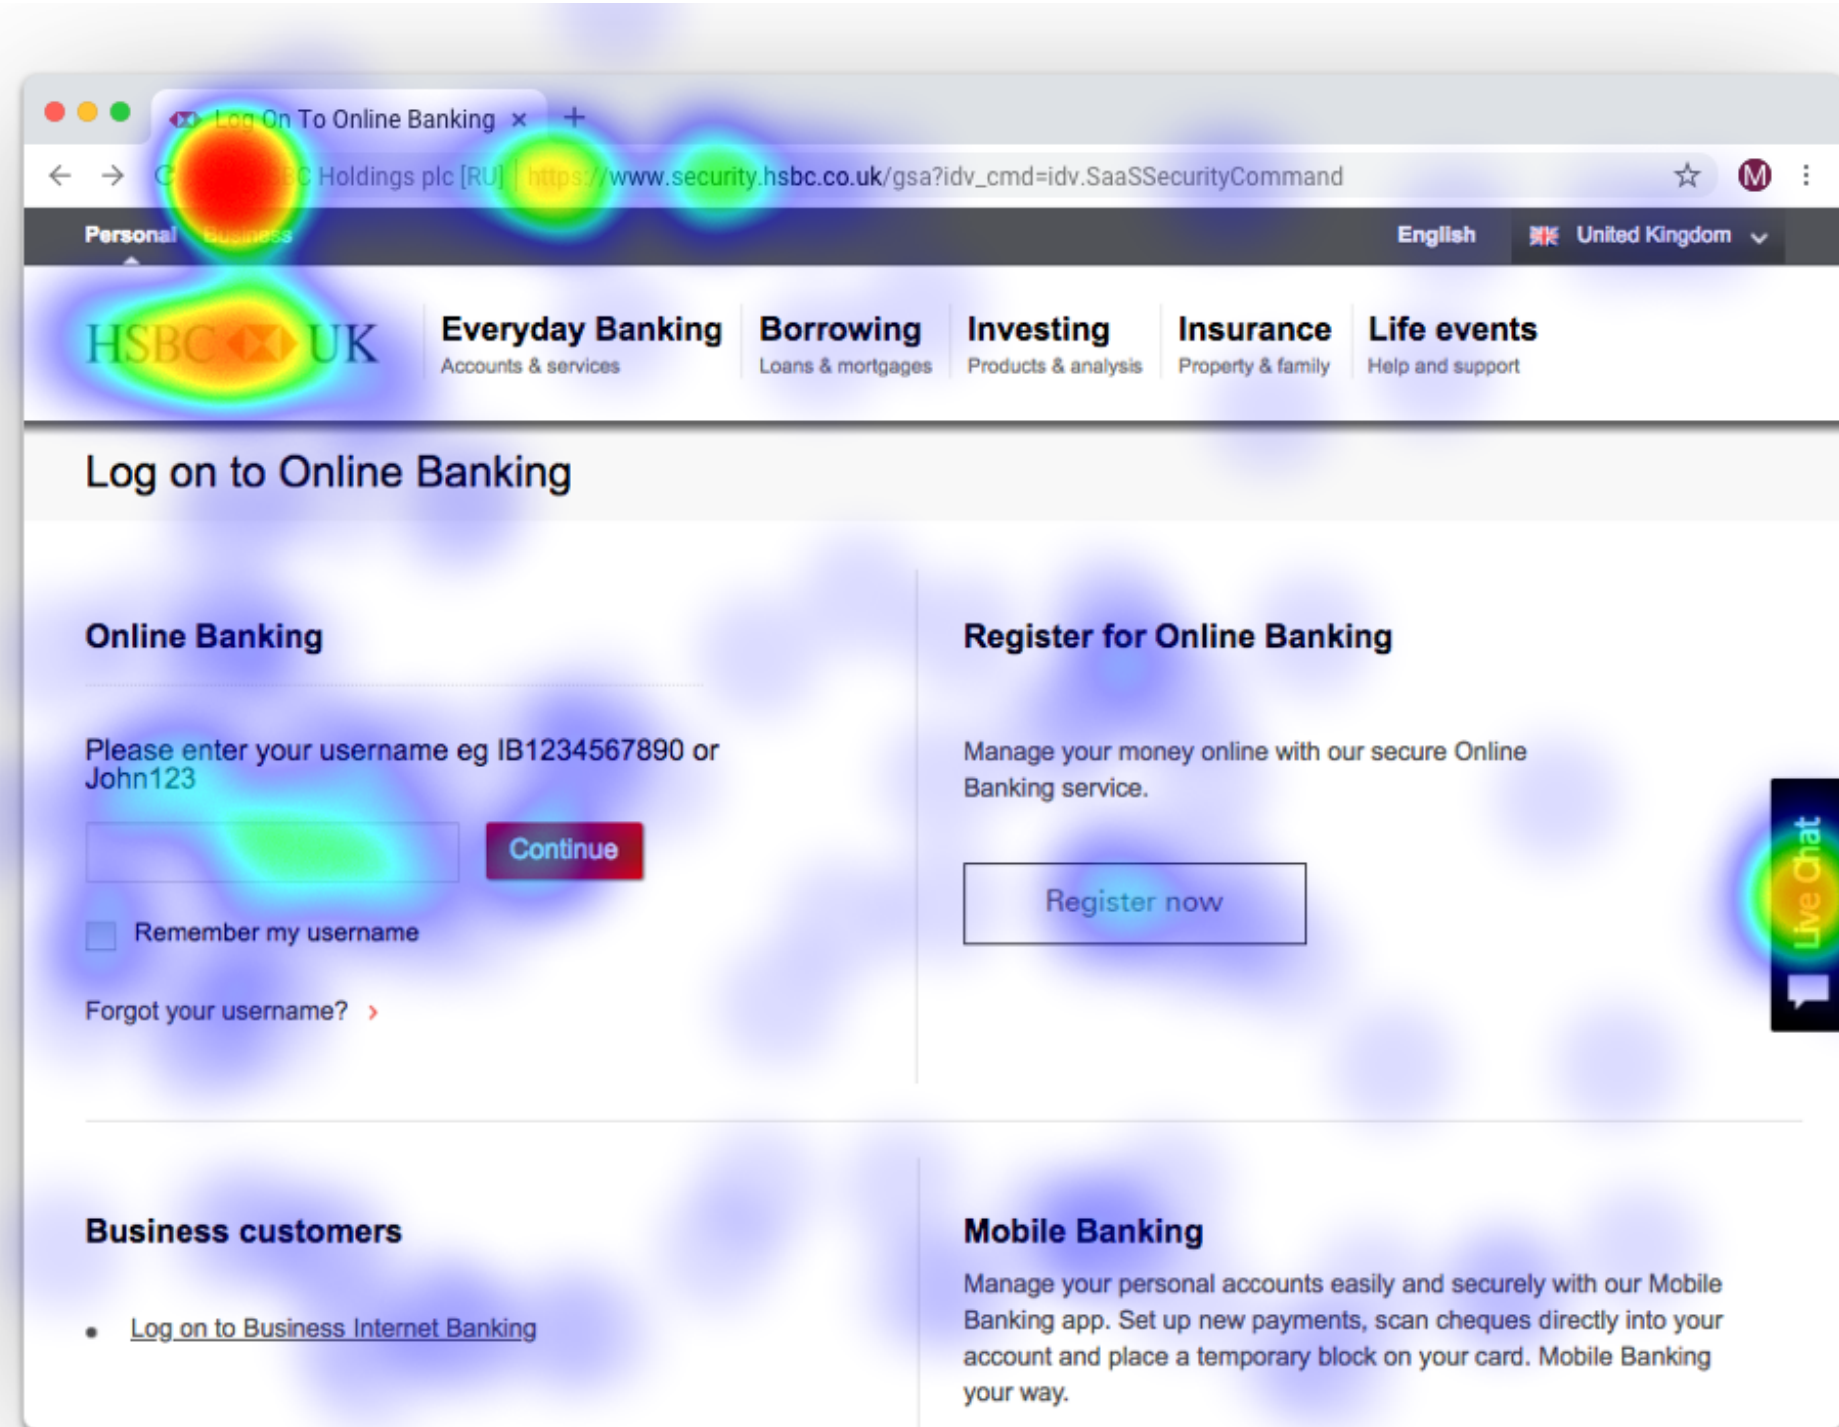 Log On To Online Banking × +
C Holdings plc [RU] | https://www.security.hsbc.co.uk/gsa?idv_cmd=idv.SaaSSecurityCommand
M
Personal Business English United Kingdom
HSBC UK
Everyday Banking Borrowing Investing Insurance Life events
Accounts & services Loans & mortgages Products & analysis Property & family Help and support
Log on to Online Banking
Online Banking
Please enter your username eg IB1234567890 or
John123
Continue
Remember my username
Forgot your username? ›
Register for Online Banking
Manage your money online with our secure Online
Banking service.
Register now
Live Chat
Business customers
• Log on to Business Internet Banking
Mobile Banking
Manage your personal accounts easily and securely with our Mobile
Banking app. Set up new payments, scan cheques directly into your
account and place a temporary block on your card. Mobile Banking
your way.